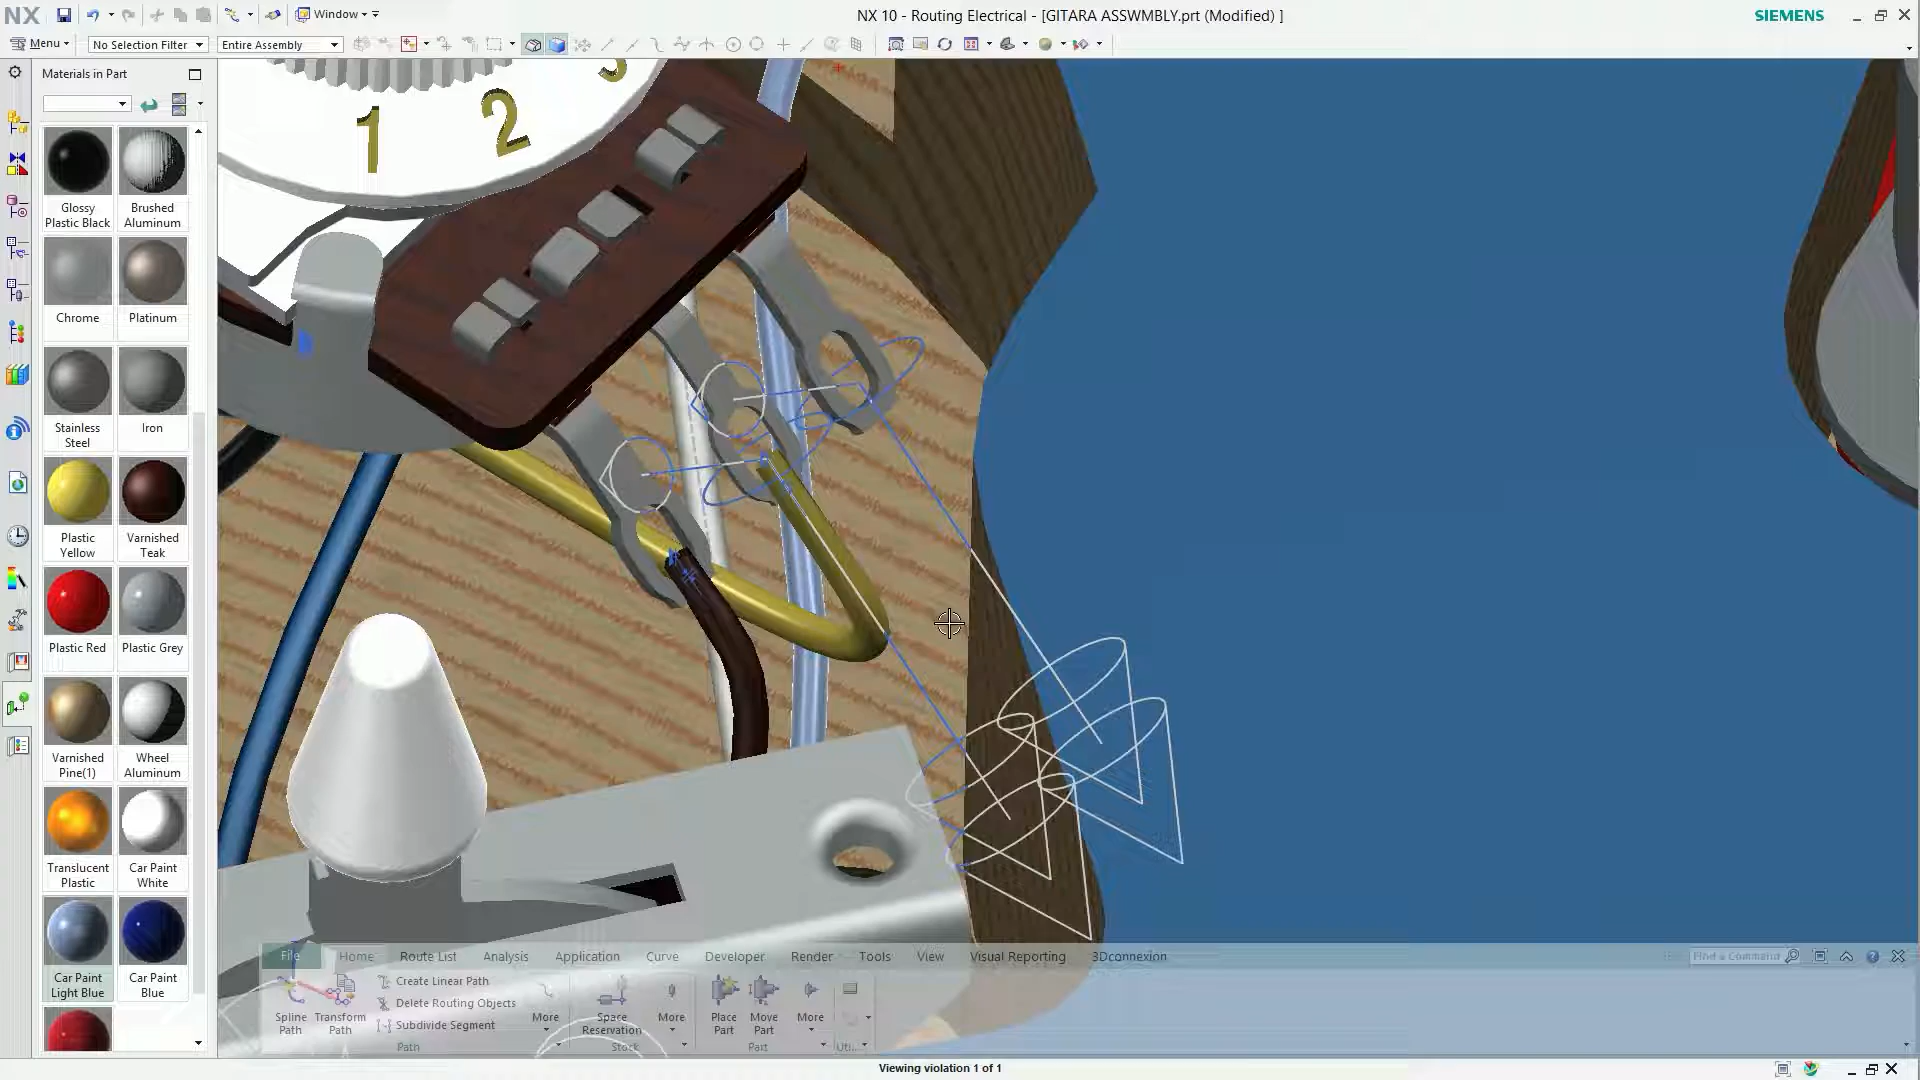 NX
Window
NX 10 - Routing Electrical - [GITARA ASSWMBLY.prt (Modified) ]
SIEMENS
Menu
No Selection Filter
Entire Assembly
Materials in Part
1
2
3
Glossy Plastic Black
Brushed Aluminum
Chrome
Platinum
Stainless Steel
Iron
Plastic Yellow
Varnished Teak
Plastic Red
Plastic Grey
Varnished Pine(1)
Wheel Aluminum
Translucent Plastic
Car Paint White
Car Paint Light Blue
Car Paint Blue
File
Home
Route List
Analysis
Application
Curve
Developer
Render
Tools
View
Visual Reporting
3Dconnexion
Find a Command
Spline Path
Transform Path
Create Linear Path
Delete Routing Objects
Subdivide Segment
More
Space Reservation
More
Place Part
Move Part
More
Path
Stock
Part
Uti...
Viewing violation 1 of 1